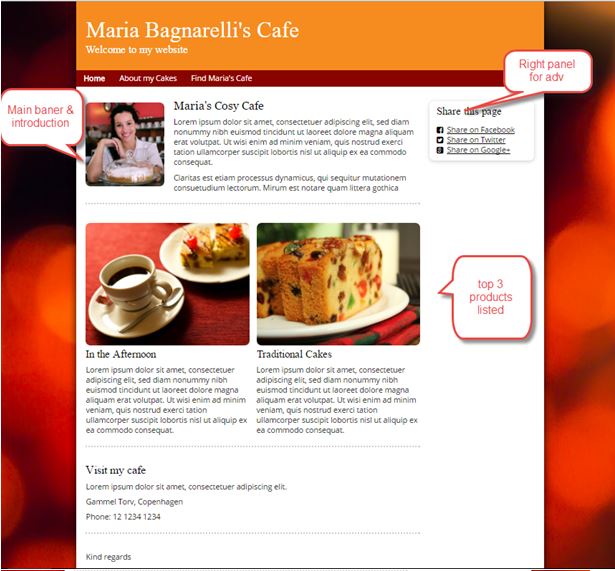 Maria Bagnarelli's Cafe
Welcome to my website
Home About my Cakes Find Maria's Cafe
Right panel
for adv
Main baner &
introduction
Maria's Cosy Cafe
Lorem ipsum dolor sit amet, consectetuer adipiscing elit, sed diam
nonummy nibh euismod tincidunt ut laoreet dolore magna aliquam
erat volutpat. Ut wisi enim ad minim veniam, quis nostrud exerci
tation ullamcorper suscipit lobortis nisl ut aliquip ex ea commodo
consequat.
Claritas est etiam processus dynamicus, qui sequitur mutationem
consuetudium lectorum. Mirum est notare quam littera gothica
Share this page
Share on Facebook
Share on Twitter
Share on Google+
top 3
products
listed
In the Afternoon
Lorem ipsum dolor sit amet, consectetuer
adipiscing elit, sed diam nonummy nibh
euismod tincidunt ut laoreet dolore magna
aliquam erat volutpat. Ut wisi enim ad minim
veniam, quis nostrud exerci tation
ullamcorper suscipit lobortis nisl ut aliquip ex
ea commodo consequat.
Traditional Cakes
Lorem ipsum dolor sit amet, consectetuer
adipiscing elit, sed diam nonummy nibh
euismod tincidunt ut laoreet dolore magna
aliquam erat volutpat. Ut wisi enim ad minim
veniam, quis nostrud exerci tation
ullamcorper suscipit lobortis nisl ut aliquip ex
ea commodo consequat.
Visit my cafe
Lorem ipsum dolor sit amet, consectetuer adipiscing elit.
Gammel Torv, Copenhagen
Phone: 12 1234 1234
Kind regards